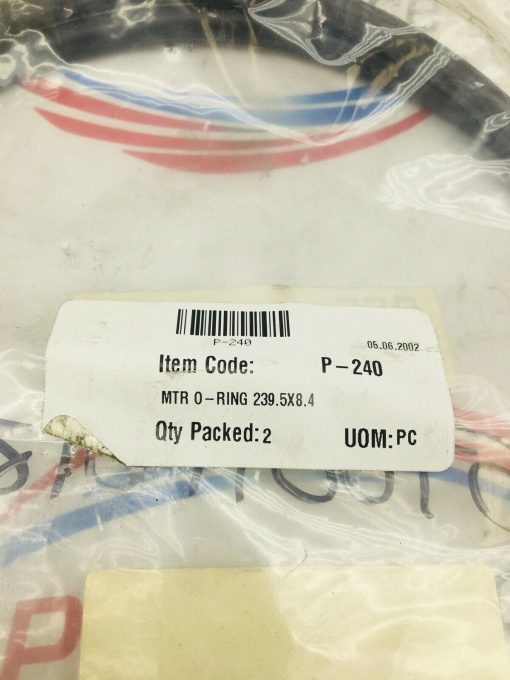 P-240
05.06.2002
Item Code: P-240
MTR O-RING 239.5X8.4
Qty Packed: 2 UOM: PC
P